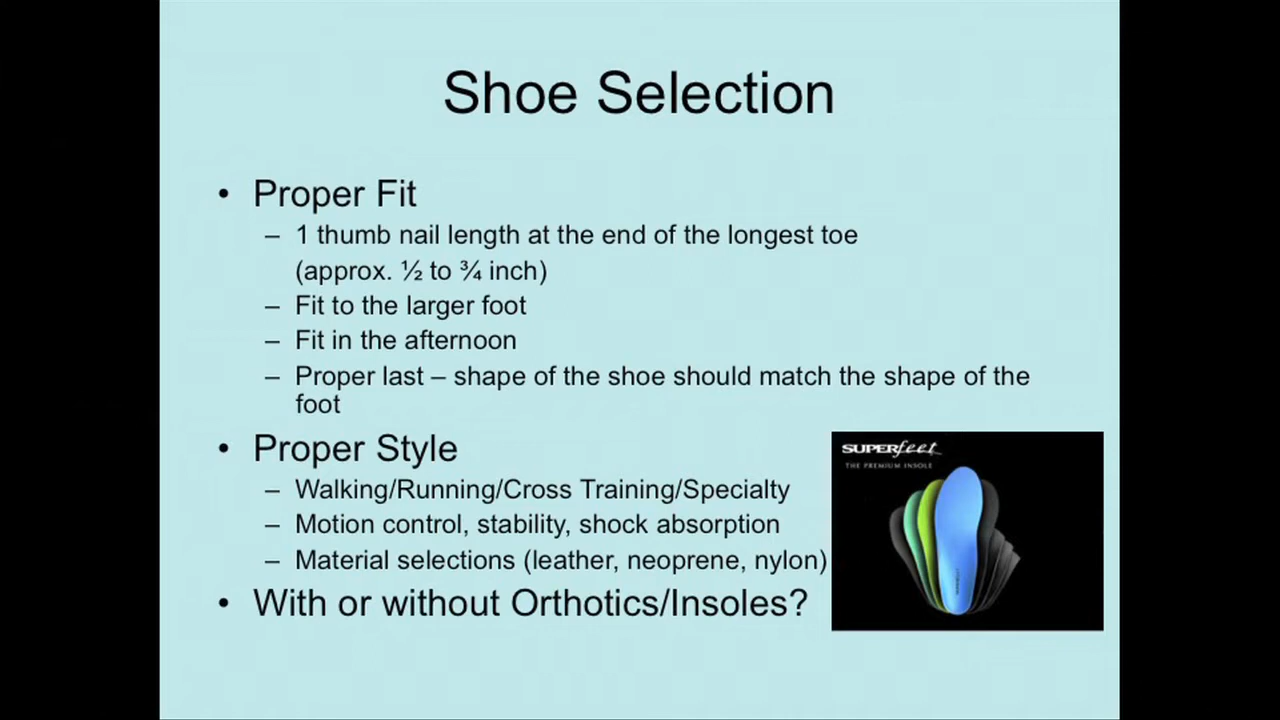 Shoe Selection
• Proper Fit
– 1 thumb nail length at the end of the longest toe
(approx. ½ to ¾ inch)
– Fit to the larger foot
– Fit in the afternoon
– Proper last – shape of the shoe should match the shape of the
foot
• Proper Style
– Walking/Running/Cross Training/Specialty
– Motion control, stability, shock absorption
– Material selections (leather, neoprene, nylon)
• With or without Orthotics/Insoles?
SUPERfeet
THE PREMIUM INSOLE